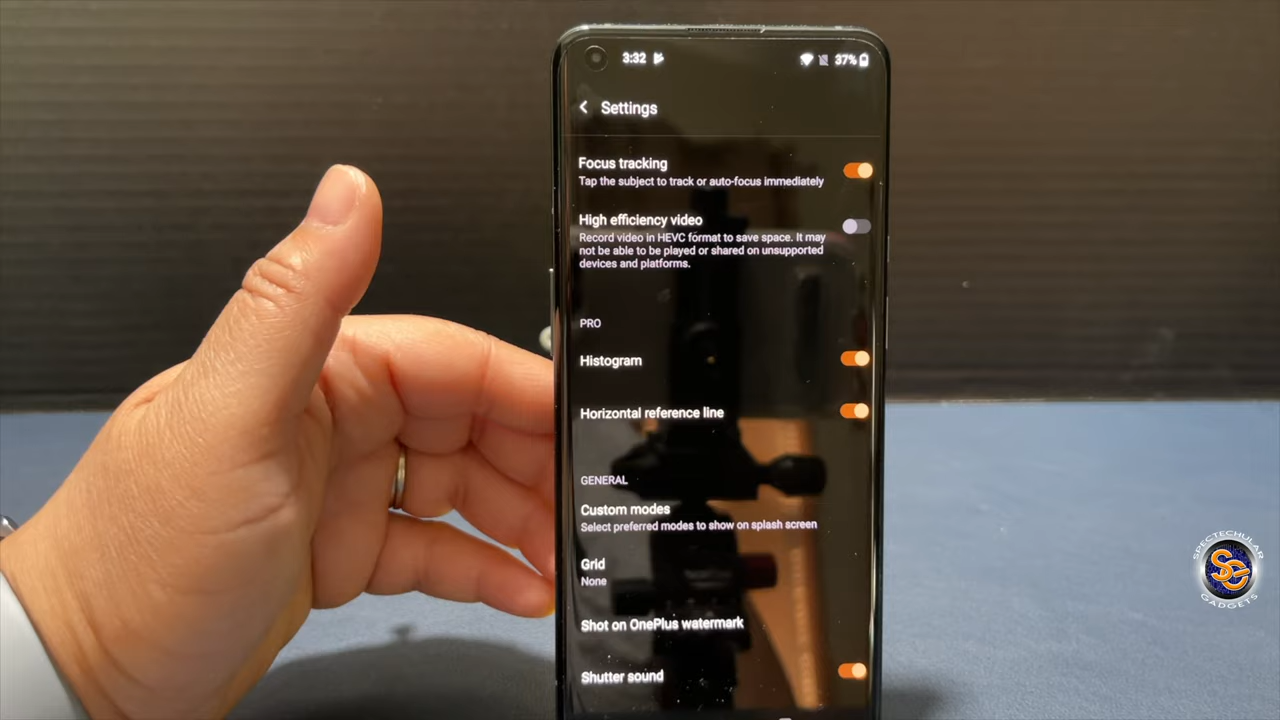 3:32
37%
Settings
Focus tracking
Tap the subject to track or auto-focus immediately
High efficiency video
Record video in HEVC format to save space. It may
not be able to be played or shared on unsupported
devices and platforms.
PRO
Histogram
Horizontal reference line
GENERAL
Custom modes
Select preferred modes to show on splash screen
Grid
None
Shot on OnePlus watermark
Shutter sound
SPECTECHULAR
SG
GADGETS